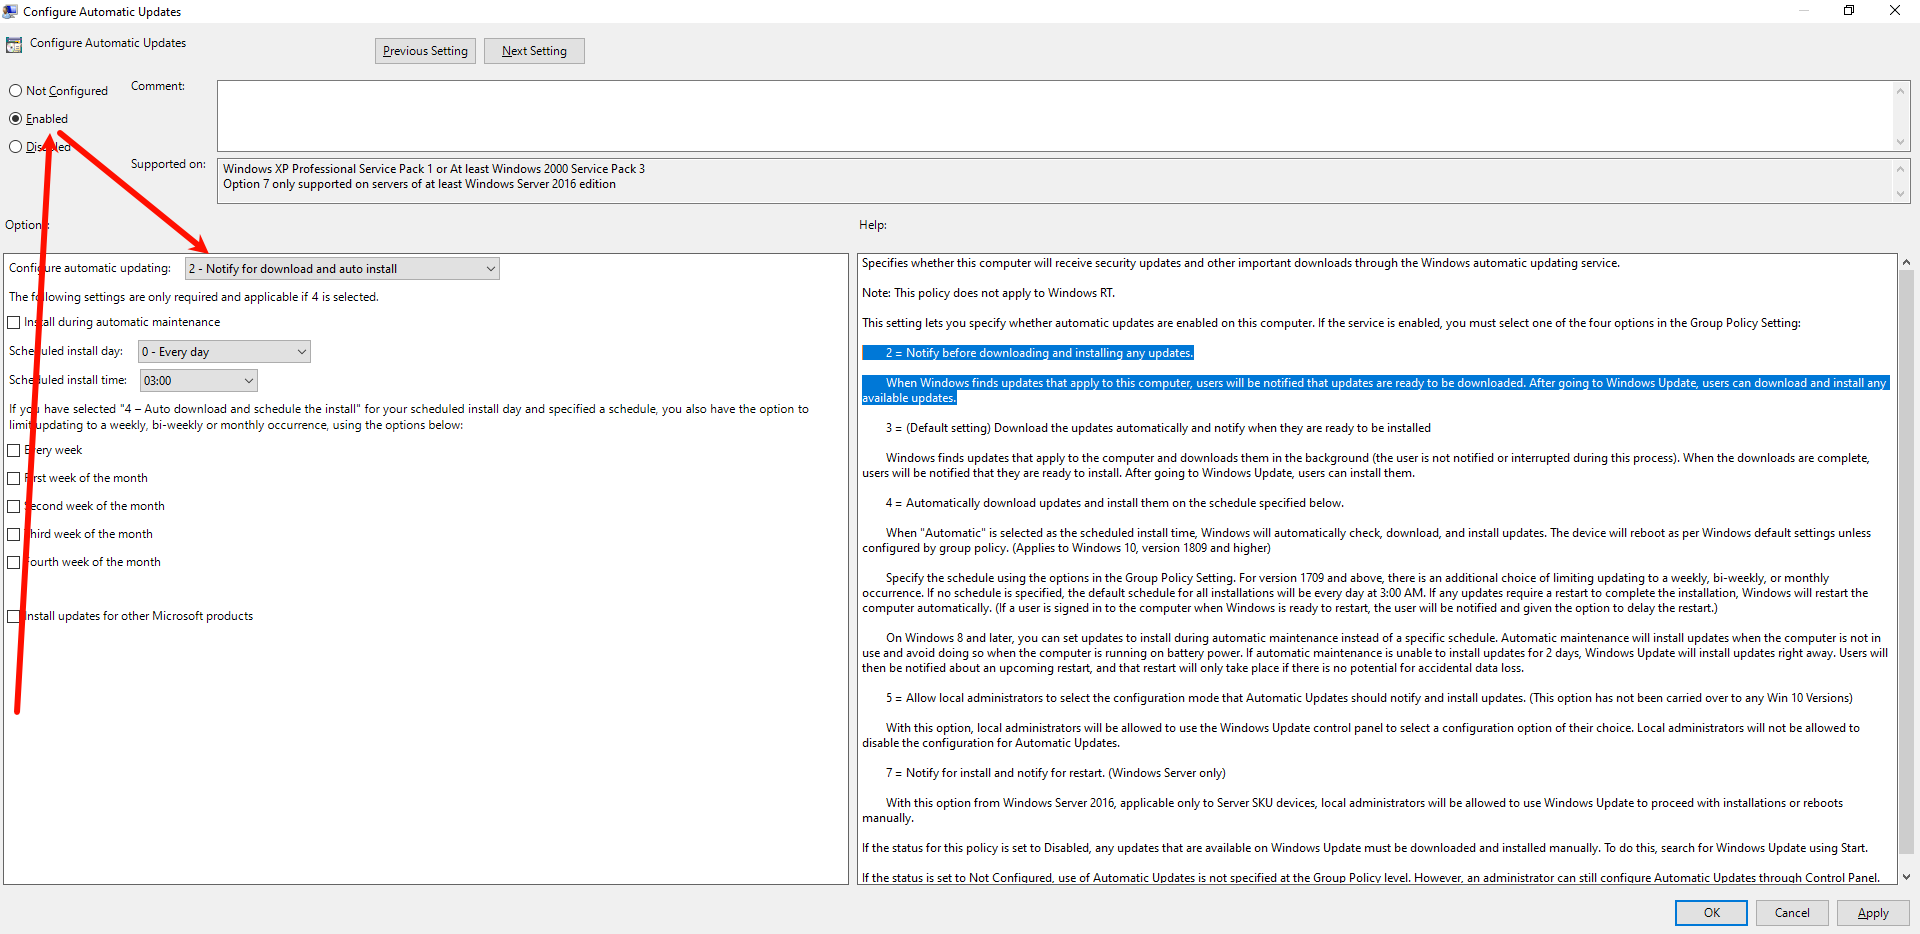 Configure Automatic Updates
Configure Automatic Updates
Previous Setting
Next Setting
Not Configured
Comment:
Enabled
Disabled
Supported on:
Windows XP Professional Service Pack 1 or At least Windows 2000 Service Pack 3
Option 7 only supported on servers of at least Windows Server 2016 edition
Options:
Help:
Configure automatic updating:
2 - Notify for download and auto install
The following settings are only required and applicable if 4 is selected.
Install during automatic maintenance
Scheduled install day:
0 - Every day
Scheduled install time:
03:00
If you have selected "4 – Auto download and schedule the install" for your scheduled install day and specified a schedule, you also have the option to
limit updating to a weekly, bi-weekly or monthly occurrence, using the options below:
Every week
First week of the month
Second week of the month
Third week of the month
Fourth week of the month
Install updates for other Microsoft products
Specifies whether this computer will receive security updates and other important downloads through the Windows automatic updating service.
Note: This policy does not apply to Windows RT.
This setting lets you specify whether automatic updates are enabled on this computer. If the service is enabled, you must select one of the four options in the Group Policy Setting:
2 = Notify before downloading and installing any updates.
When Windows finds updates that apply to this computer, users will be notified that updates are ready to be downloaded. After going to Windows Update, users can download and install any
available updates.
3 = (Default setting) Download the updates automatically and notify when they are ready to be installed
Windows finds updates that apply to the computer and downloads them in the background (the user is not notified or interrupted during this process). When the downloads are complete,
users will be notified that they are ready to install. After going to Windows Update, users can install them.
4 = Automatically download updates and install them on the schedule specified below.
When "Automatic" is selected as the scheduled install time, Windows will automatically check, download, and install updates. The device will reboot as per Windows default settings unless
configured by group policy. (Applies to Windows 10, version 1809 and higher)
Specify the schedule using the options in the Group Policy Setting. For version 1709 and above, there is an additional choice of limiting updating to a weekly, bi-weekly, or monthly
occurrence. If no schedule is specified, the default schedule for all installations will be every day at 3:00 AM. If any updates require a restart to complete the installation, Windows will restart the
computer automatically. (If a user is signed in to the computer when Windows is ready to restart, the user will be notified and given the option to delay the restart.)
On Windows 8 and later, you can set updates to install during automatic maintenance instead of a specific schedule. Automatic maintenance will install updates when the computer is not in
use and avoid doing so when the computer is running on battery power. If automatic maintenance is unable to install updates for 2 days, Windows Update will install updates right away. Users will
then be notified about an upcoming restart, and that restart will only take place if there is no potential for accidental data loss.
5 = Allow local administrators to select the configuration mode that Automatic Updates should notify and install updates. (This option has not been carried over to any Win 10 Versions)
With this option, local administrators will be allowed to use the Windows Update control panel to select a configuration option of their choice. Local administrators will not be allowed to
disable the configuration for Automatic Updates.
7 = Notify for install and notify for restart. (Windows Server only)
With this option from Windows Server 2016, applicable only to Server SKU devices, local administrators will be allowed to use Windows Update to proceed with installations or reboots
manually.
If the status for this policy is set to Disabled, any updates that are available on Windows Update must be downloaded and installed manually. To do this, search for Windows Update using Start.
If the status is set to Not Configured, use of Automatic Updates is not specified at the Group Policy level. However, an administrator can still configure Automatic Updates through Control Panel.
OK
Cancel
Apply